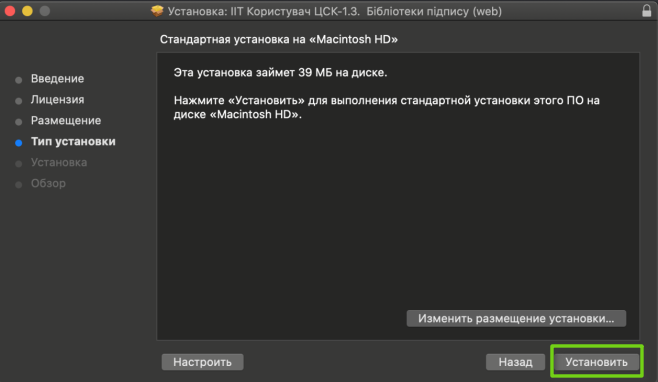 Установка: IIT Користувач ЦСК-1.3.  Бібліотеки підпису (web)
Стандартная установка на «Macintosh HD»
Введение
Лицензия
Размещение
Тип установки
Установка
Обзор
Эта установка займет 39 МБ на диске.
Нажмите «Установить» для выполнения стандартной установки этого ПО на
диске «Macintosh HD».
Изменить размещение установки...
Настроить
Назад
Установить